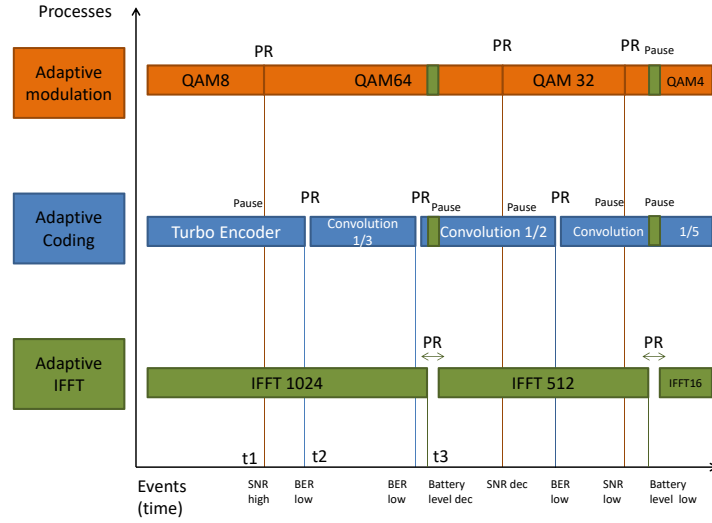 Processes
PR
PR
PR
Pause
Adaptive
modulation
QAM8
QAM64
QAM 32
QAM4
Pause
PR
PR
Pause
Pause
PR
Pause
Pause
Adaptive
Coding
Turbo Encoder
Convolution
1/3
Convolution 1/2
Convolution
1/5
PR
PR
Adaptive
IFFT
IFFT 1024
IFFT 512
IFFT16
t1
t2
t3
Events
(time)
SNR
high
BER
low
BER
low
Battery
level dec
SNR dec
BER
low
SNR
low
Battery
level low